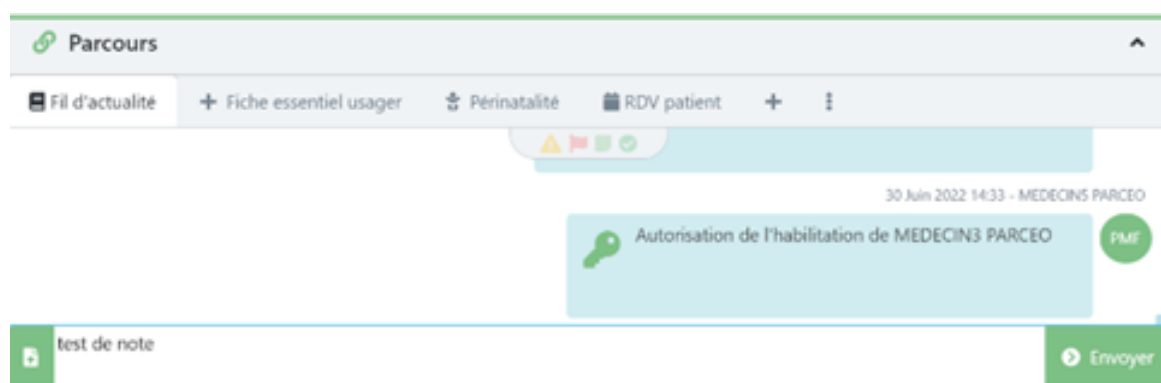 Parcours
Fil d'actualité
Fiche essentiel usager
Périnatalité
RDV patient
30 Juin 2022 14:33 - MEDECIN5 PARCEO
Autorisation de l'habilitation de MEDECIN3 PARCEO
PMF
test de note
Envoyer